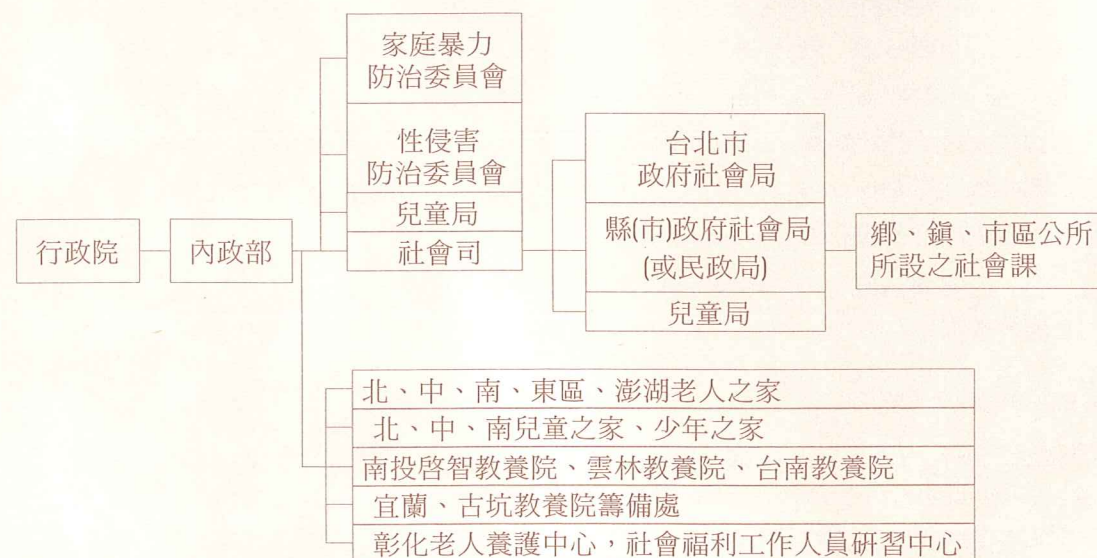 家庭暴力
防治委員會
性侵害
防治委員會
兒童局
社會司
行政院
內政部
台北市
政府社會局
縣(市)政府社會局
(或民政局)
兒童局
鄉、鎮、市區公所
所設之社會課
北、中、南、東區、澎湖老人之家
北、中、南兒童之家、少年之家
南投啓智教養院、雲林教養院、台南教養院
宜蘭、古坑教養院籌備處
彰化老人養護中心，社會福利工作人員研習中心